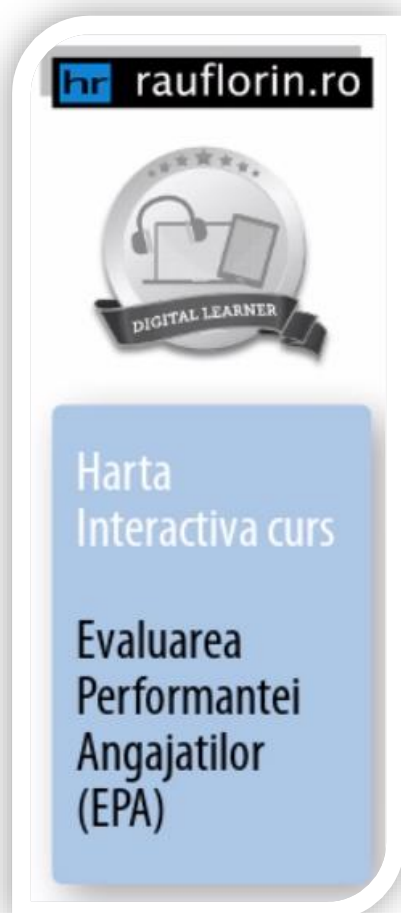 hr rauflorin.ro
DIGITAL LEARNER
Harta
Interactiva curs
Evaluarea
Performantei
Angajatilor
(EPA)